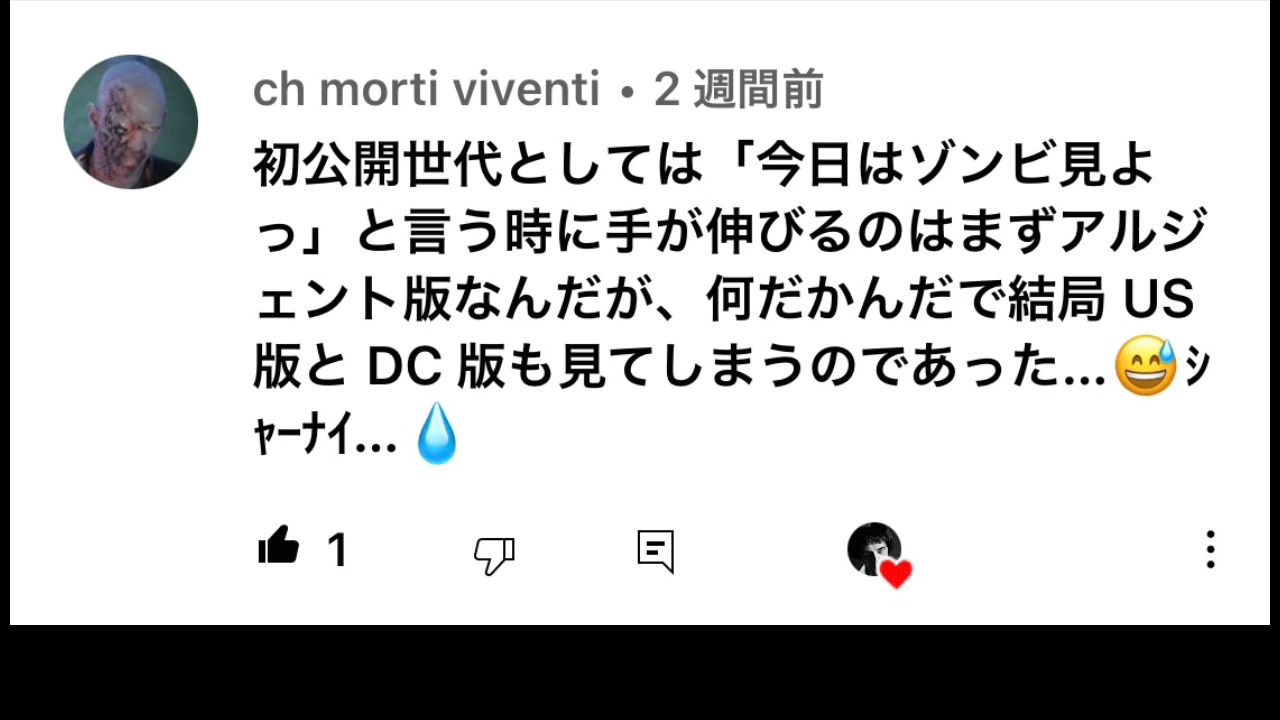 ch morti viventi • 2 週間前
初公開世代としては「今日はゾンビ見よ
っ」と言う時に手が伸びるのはまずアルジ
ェント版なんだが、何だかんだで結局 US
版と DC 版も見てしまうのであった...😅ｼ
ｬｰﾅｲ... 💧
1